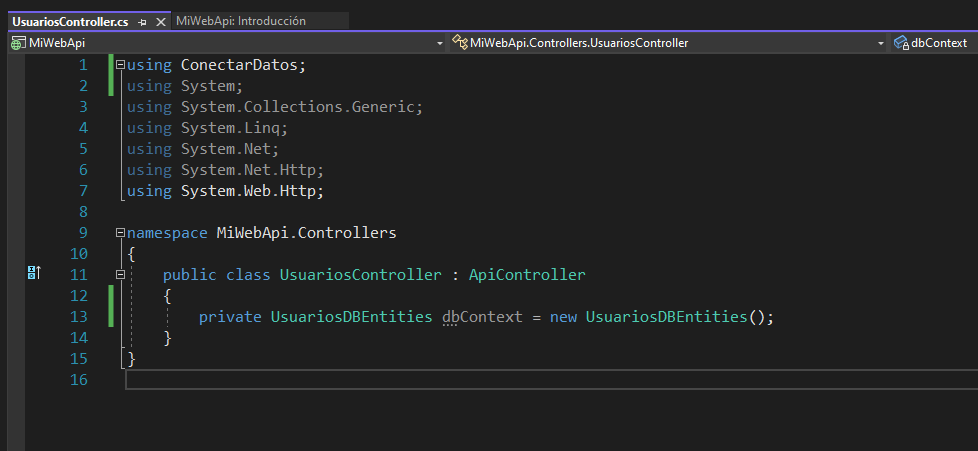 UsuariosController.cs MiWebApi: Introducción
MiWebApi MiWebApi.Controllers.UsuariosController dbContext
1 using ConectarDatos;
2 using System;
3 using System.Collections.Generic;
4 using System.Linq;
5 using System.Net;
6 using System.Net.Http;
7 using System.Web.Http;
8
9 namespace MiWebApi.Controllers
10 {
11 public class UsuariosController : ApiController
12 {
13 private UsuariosDBEntities dbContext = new UsuariosDBEntities();
14 }
15 }
16